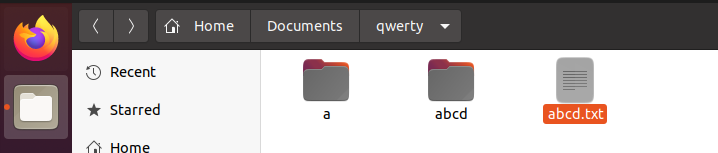 Home Documents qwerty
Recent
Starred
Home
a abcd abcd.txt